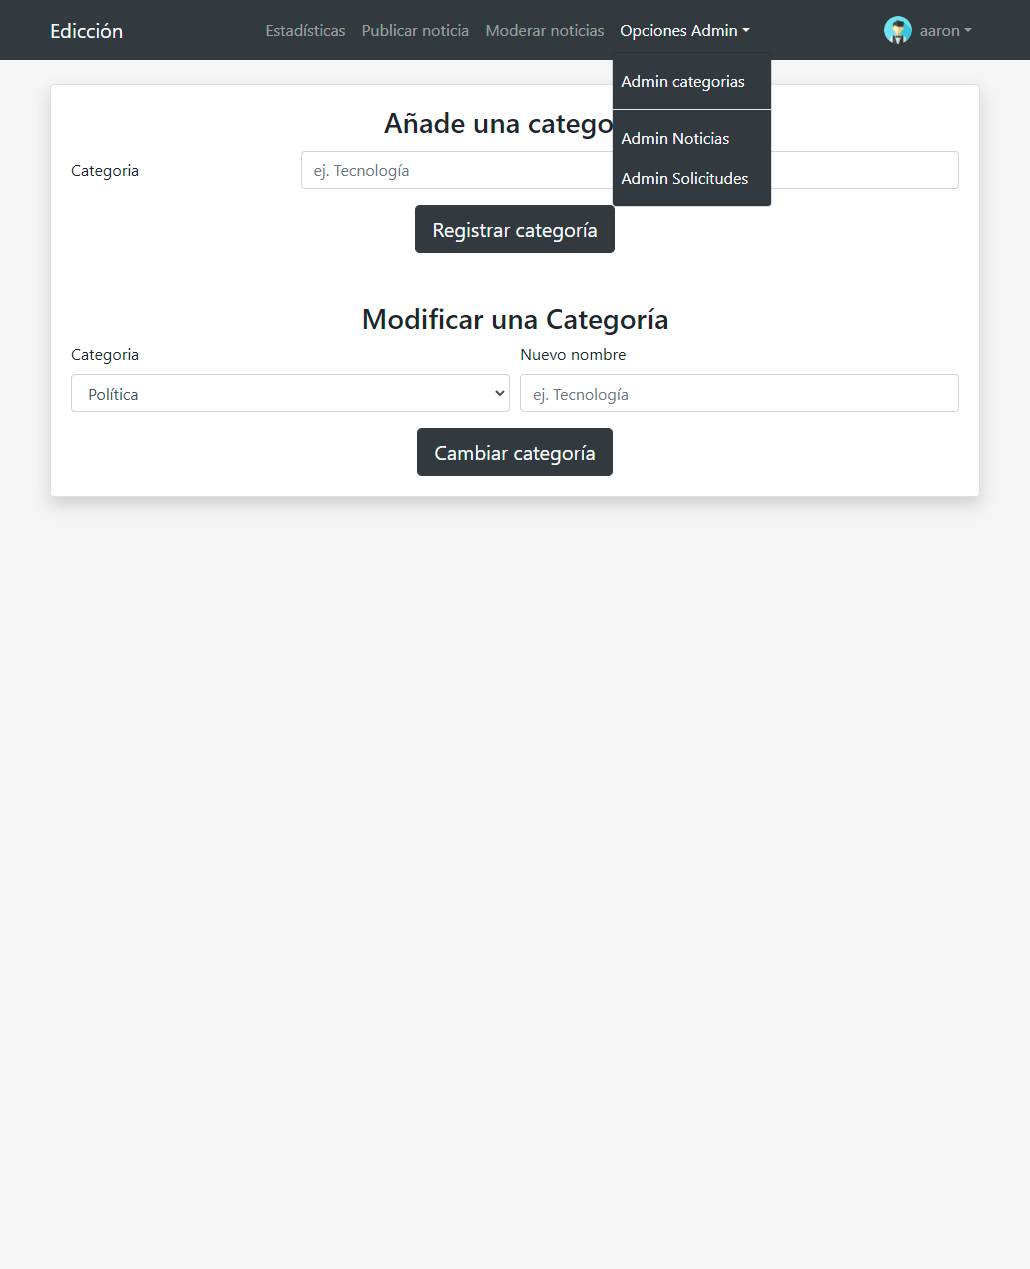 Edicción
Estadísticas
Publicar noticia
Moderar noticias
Opciones Admin
aaron
Admin categorias
Admin Noticias
Admin Solicitudes
Añade una catego
Categoria
ej. Tecnología
Registrar categoría
Modificar una Categoría
Categoria
Nuevo nombre
Política
ej. Tecnología
Cambiar categoría